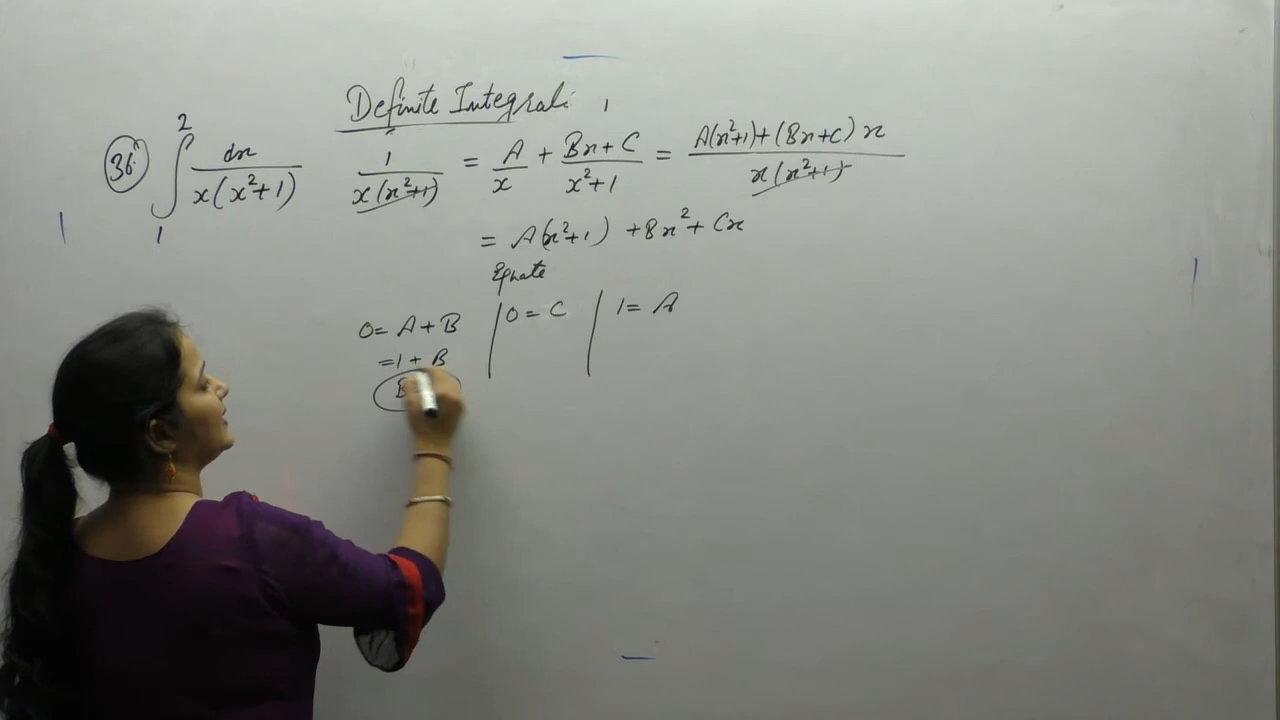 Definite Integral:
36 ∫₁² dx / x(x²+1)   1 / x(x²+1) = A / x + Bx+C / x²+1 = A(x²+1)+(Bx+C)x / x(x²+1)
= A(x²+1) + Bx² + Cx
Equate
0 = A+B | 0 = C | 1 = A
= 1 + B
B